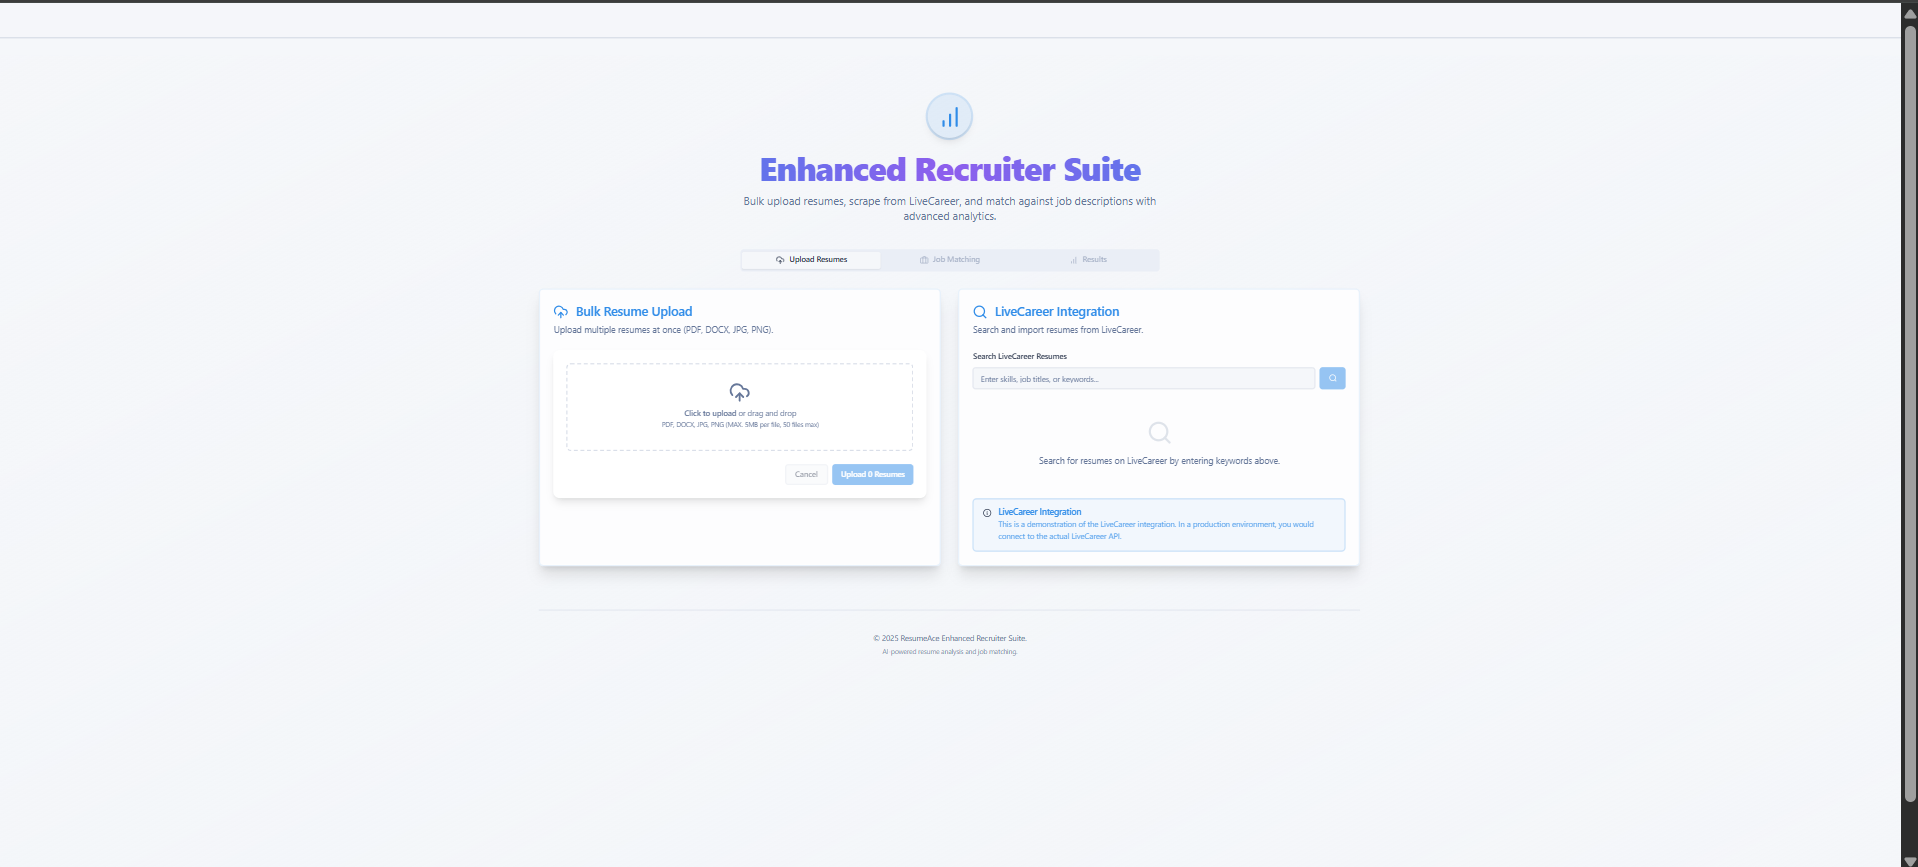 Enhanced Recruiter Suite
Bulk upload resumes, scrape from LiveCareer, and match against job descriptions with
advanced analytics.
Upload Resumes
Job Matching
Results
Bulk Resume Upload
Upload multiple resumes at once (PDF, DOCX, JPG, PNG).
Click to upload or drag and drop
PDF, DOCX, JPG, PNG (MAX. 5MB per file, 50 files max)
Cancel
Upload 0 Resumes
LiveCareer Integration
Search and import resumes from LiveCareer.
Search LiveCareer Resumes
Enter skills, job titles, or keywords...
Search for resumes on LiveCareer by entering keywords above.
LiveCareer Integration
This is a demonstration of the LiveCareer integration. In a production environment, you would
connect to the actual LiveCareer API.
© 2025 ResumeAce Enhanced Recruiter Suite.
AI-powered resume analysis and job matching.